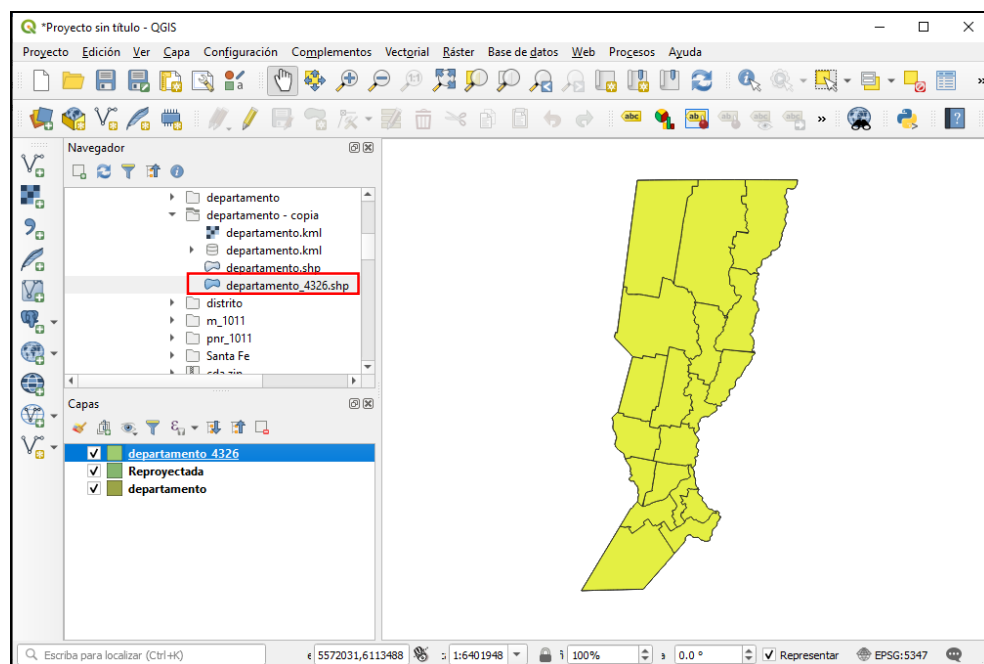 *Proyecto sin título - QGIS
Proyecto Edición Ver Capa Configuración Complementos Vectorial Ráster Base de datos Web Procesos Ayuda
Navegador
departamento
departamento - copia
departamento.kml
departamento.kml
departamento.shp
departamento_4326.shp
distrito
m_1011
pnr_1011
Santa Fe
Capas
departamento 4326
Reproyectada
departamento
Escriba para localizar (Ctrl+K)
5572031,6113488
1:6401948
100%
0.0 °
Representar
EPSG:5347